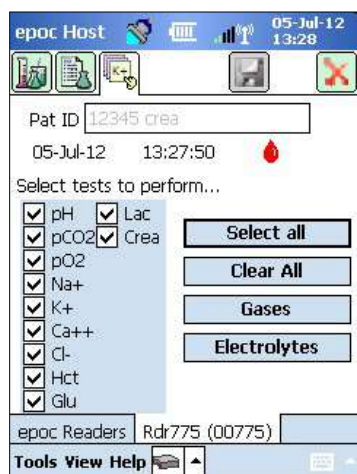 epoc Host 05-Jul-12
13:28
K+
Pat ID 12345 crea
05-Jul-12 13:27:50
Select tests to perform...
pH Lac
pCO2 Crea
pO2
Na+
K+
Ca++
Cl-
Hct
Glu
Select all
Clear All
Gases
Electrolytes
epoc Readers Rdr775 (00775)
Tools View Help